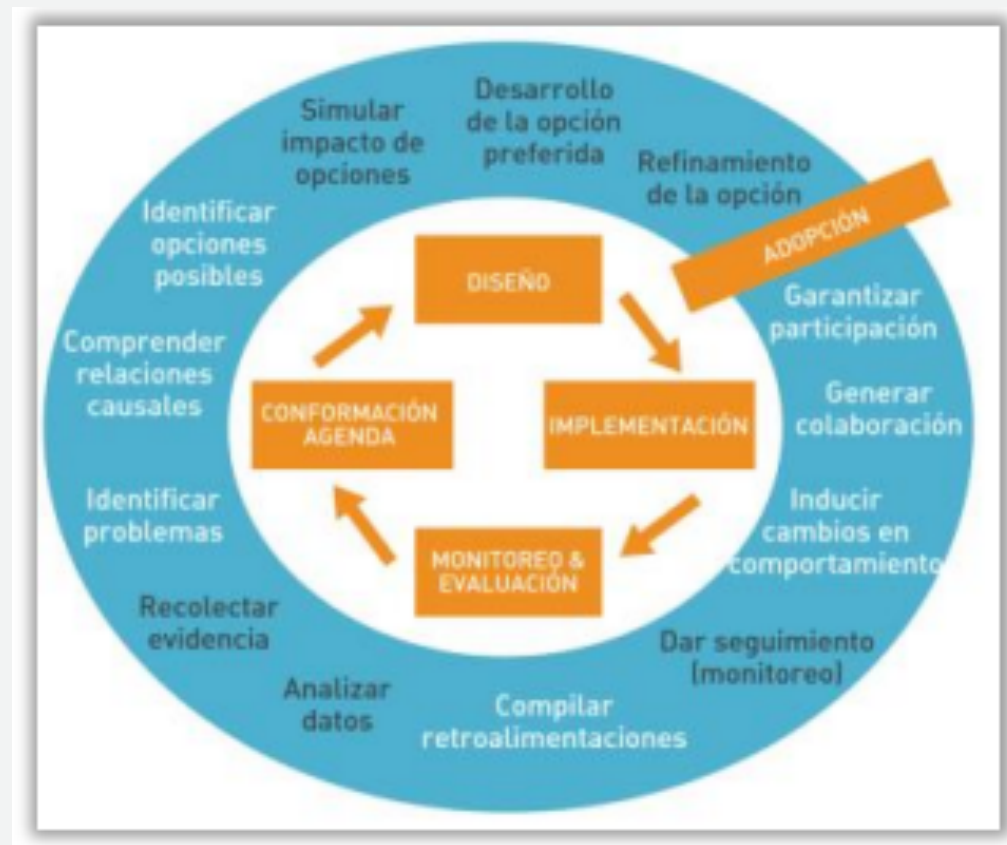 Simular
impacto de
opciones
Desarrollo
de la opción
preferida
Refinamiento
de la opción
ADOPCIÓN
Garantizar
participación
Generar
colaboración
Inducir
cambios en
comportamiento
Dar seguimiento
(monitoreo)
Compilar
retroalimentaciones
Analizar
datos
Recolectar
evidencia
Identificar
problemas
Comprender
relaciones
causales
Identificar
opciones
posibles
DISEÑO
IMPLEMENTACIÓN
MONITOREO &
EVALUACIÓN
CONFORMACIÓN
AGENDA